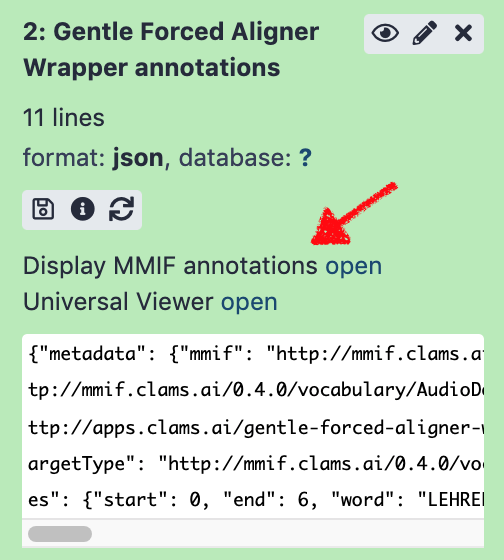 2: Gentle Forced Aligner
Wrapper annotations
11 lines
format: json, database: ?
Display MMIF annotations open
Universal Viewer open
{"metadata": {"mmif": "http://mmif.clams.a
tp://mmif.clams.ai/0.4.0/vocabulary/AudioDo
ttp://apps.clams.ai/gentle-forced-aligner-w
argetType": "http://mmif.clams.ai/0.4.0/voc
es": {"start": 0, "end": 6, "word": "LEHRE